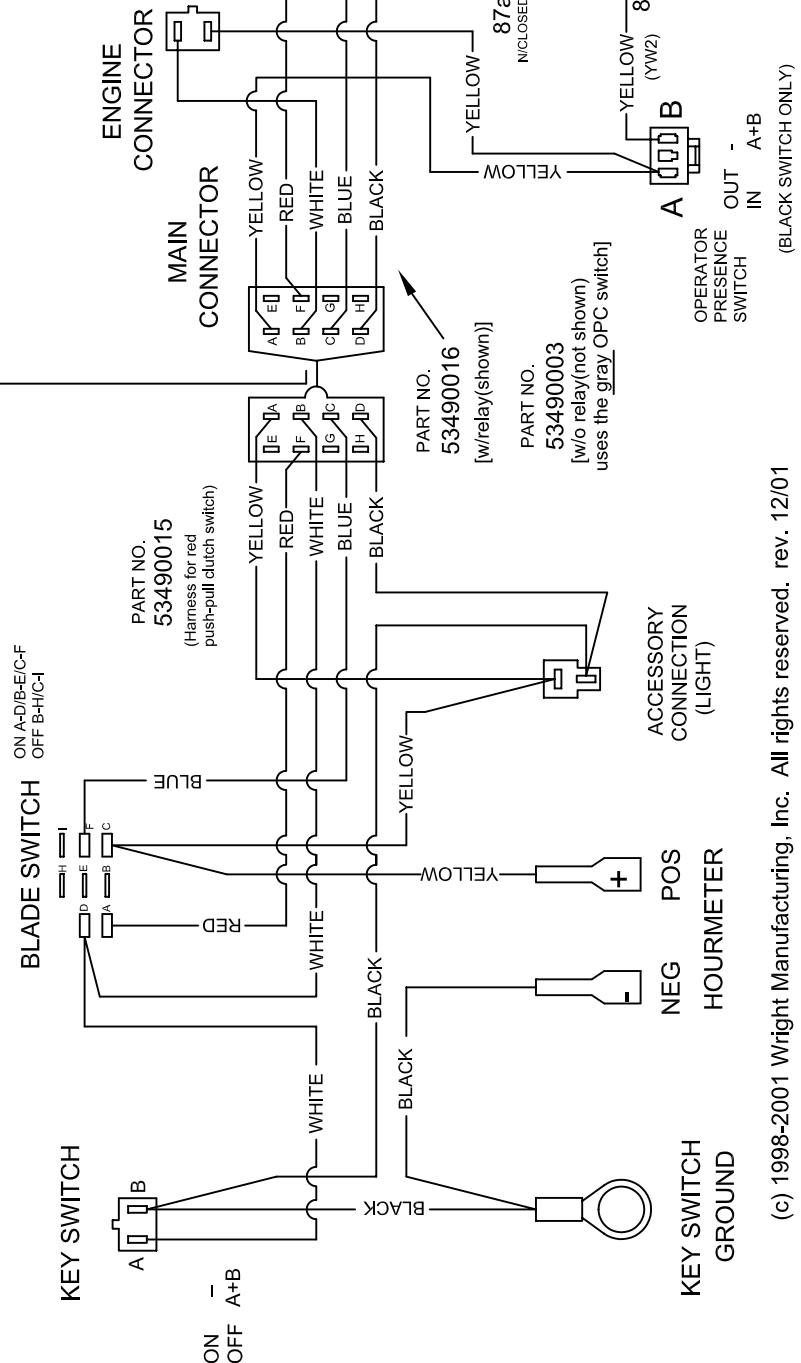 ENGINE
CONNECTOR
MAIN
CONNECTOR
YELLOW
RED
WHITE
BLUE
BLACK
YELLOW
YELLOW
87a
N/CLOSED
8
YELLOW
(YW2)
A
B
OUT -
IN A+B
(BLACK SWITCH ONLY)
OPERATOR
PRESENCE
SWITCH
A
B
C
D
E
F
G
H
E
F
G
H
A
B
C
D
PART NO.
53490016
[w/relay(shown)]
PART NO.
53490003
[w/o relay(not shown)
uses the gray OPC switch]
PART NO.
53490015
(Harness for red
push-pull clutch switch)
YELLOW
RED
WHITE
BLUE
BLACK
BLADE SWITCH
ON A-D/B-E/C-F
OFF B-H/C-I
H
I
D
E
F
A
B
C
BLUE
RED
WHITE
YELLOW
YELLOW
BLACK
ACCESSORY
CONNECTION
(LIGHT)
+
-
POS
NEG
HOURMETER
WHITE
BLACK
BLACK
KEY SWITCH
A
B
ON -
OFF A+B
KEY SWITCH
GROUND
(c) 1998-2001 Wright Manufacturing, Inc. All rights reserved. rev. 12/01